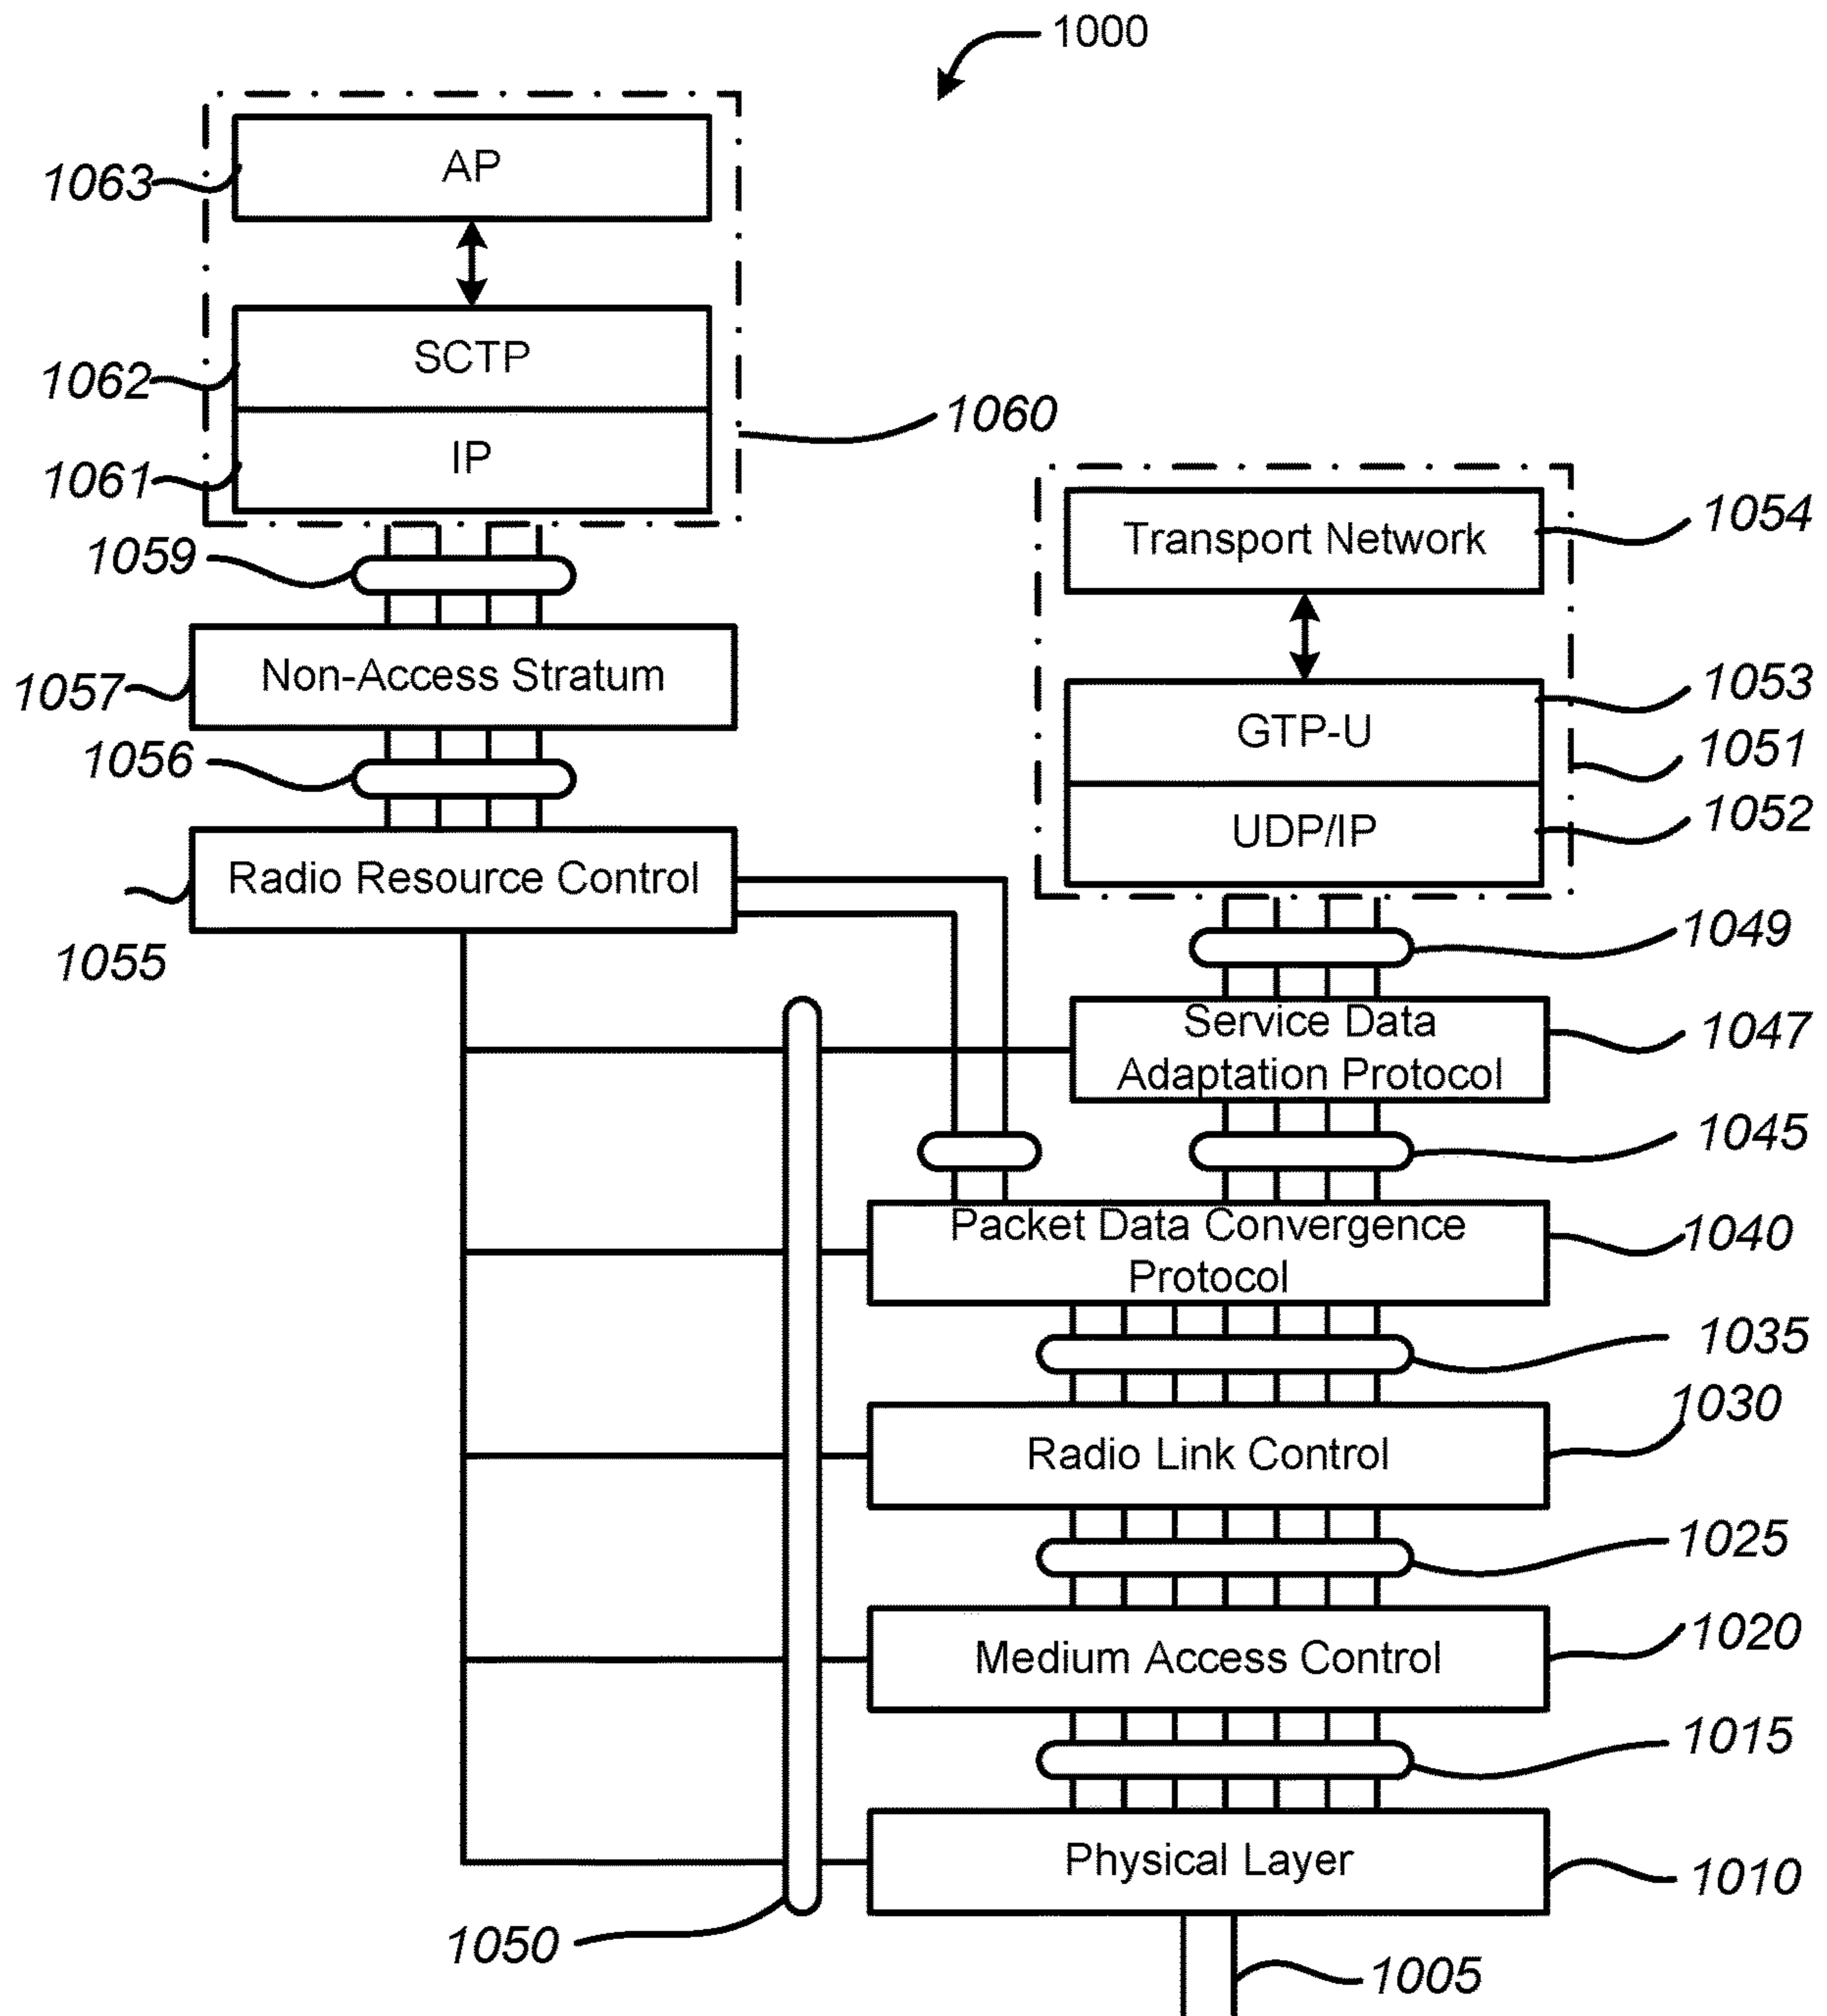 1000
AP
1063
SCTP
1062
1060
IP
1061
Transport Network
1054
1059
Non-Access Stratum
1057
GTP-U
1053
1051
1056
UDP/IP
1052
Radio Resource Control
1055
1049
Service Data
Adaptation Protocol
1047
1045
Packet Data Convergence
Protocol
1040
1035
1030
Radio Link Control
1025
Medium Access Control
1020
1015
Physical Layer
1010
1050
1005